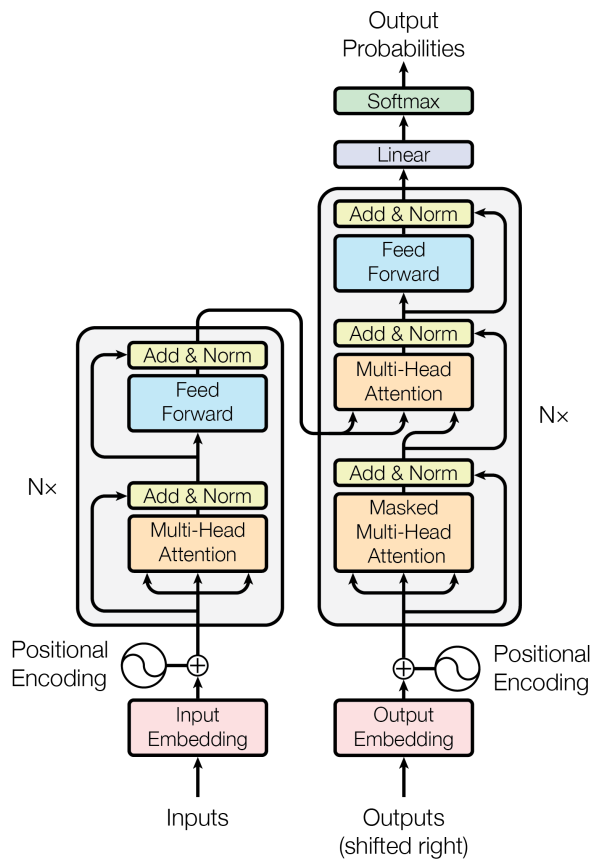 Output
Probabilities
Softmax
Linear
Add & Norm
Feed
Forward
Add & Norm
Multi-Head
Attention
Add & Norm
Masked
Multi-Head
Attention
N×
Add & Norm
Feed
Forward
Add & Norm
Multi-Head
Attention
N×
Positional
Encoding
Positional
Encoding
Input
Embedding
Output
Embedding
Inputs
Outputs
(shifted right)